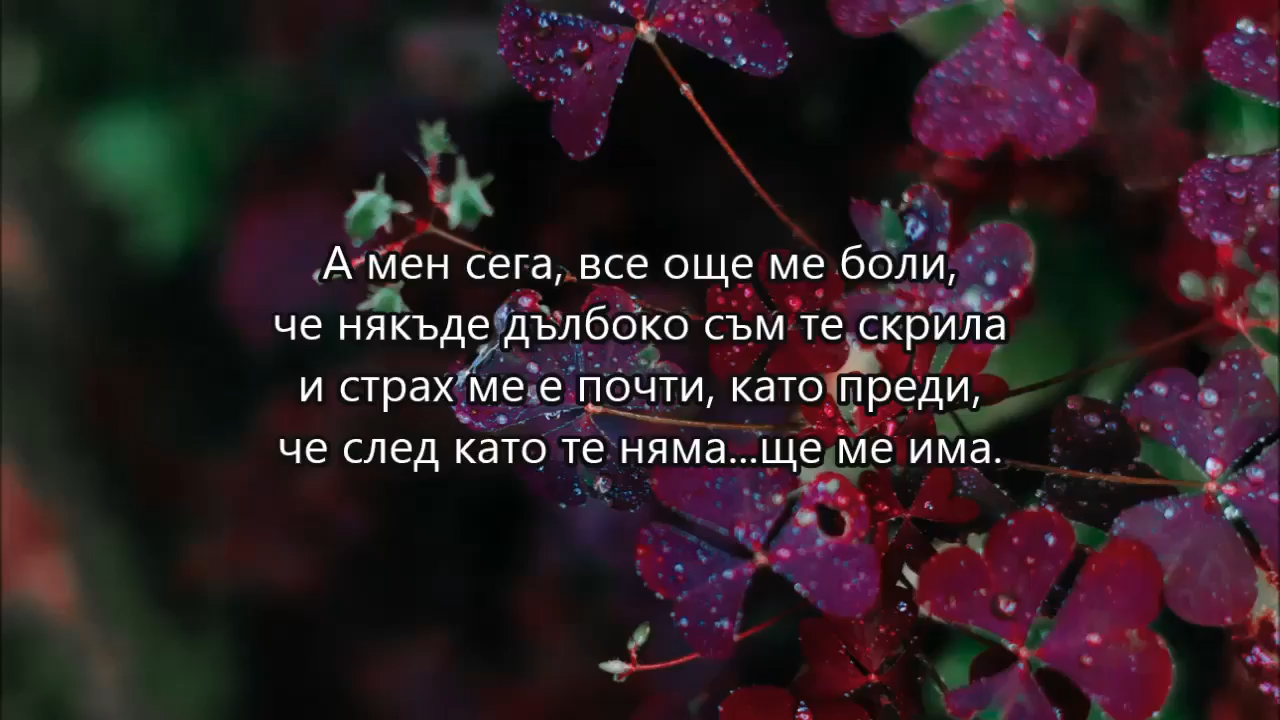 А мен сега, все още ме боли,
че някъде дълбоко съм те скрила
и страх ме е почти, като преди,
че след като те няма...ще ме има.